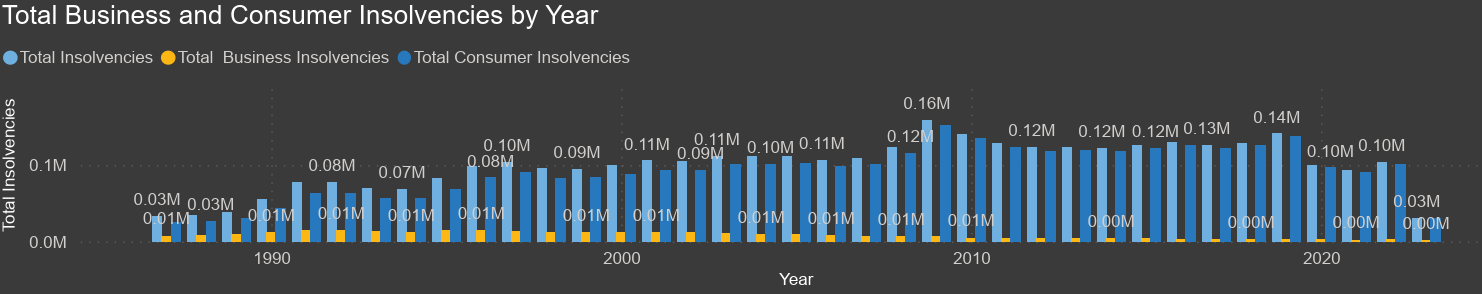 Total Business and Consumer Insolvencies by Year
Total Insolvencies Total  Business Insolvencies Total Consumer Insolvencies
Total Insolvencies
0.16M
0.14M
0.11M 0.12M 0.12M 0.12M 0.12M 0.13M
0.10M 0.11M 0.10M 0.11M 0.10M 0.10M
0.08M 0.08M 0.09M 0.09M
0.1M
0.07M
0.03M 0.03M 0.03M
0.01M 0.01M 0.01M 0.01M 0.01M 0.01M 0.01M 0.01M 0.01M 0.01M 0.01M 0.00M 0.00M 0.00M 0.00M
0.0M
1990 2000 2010 2020
Year